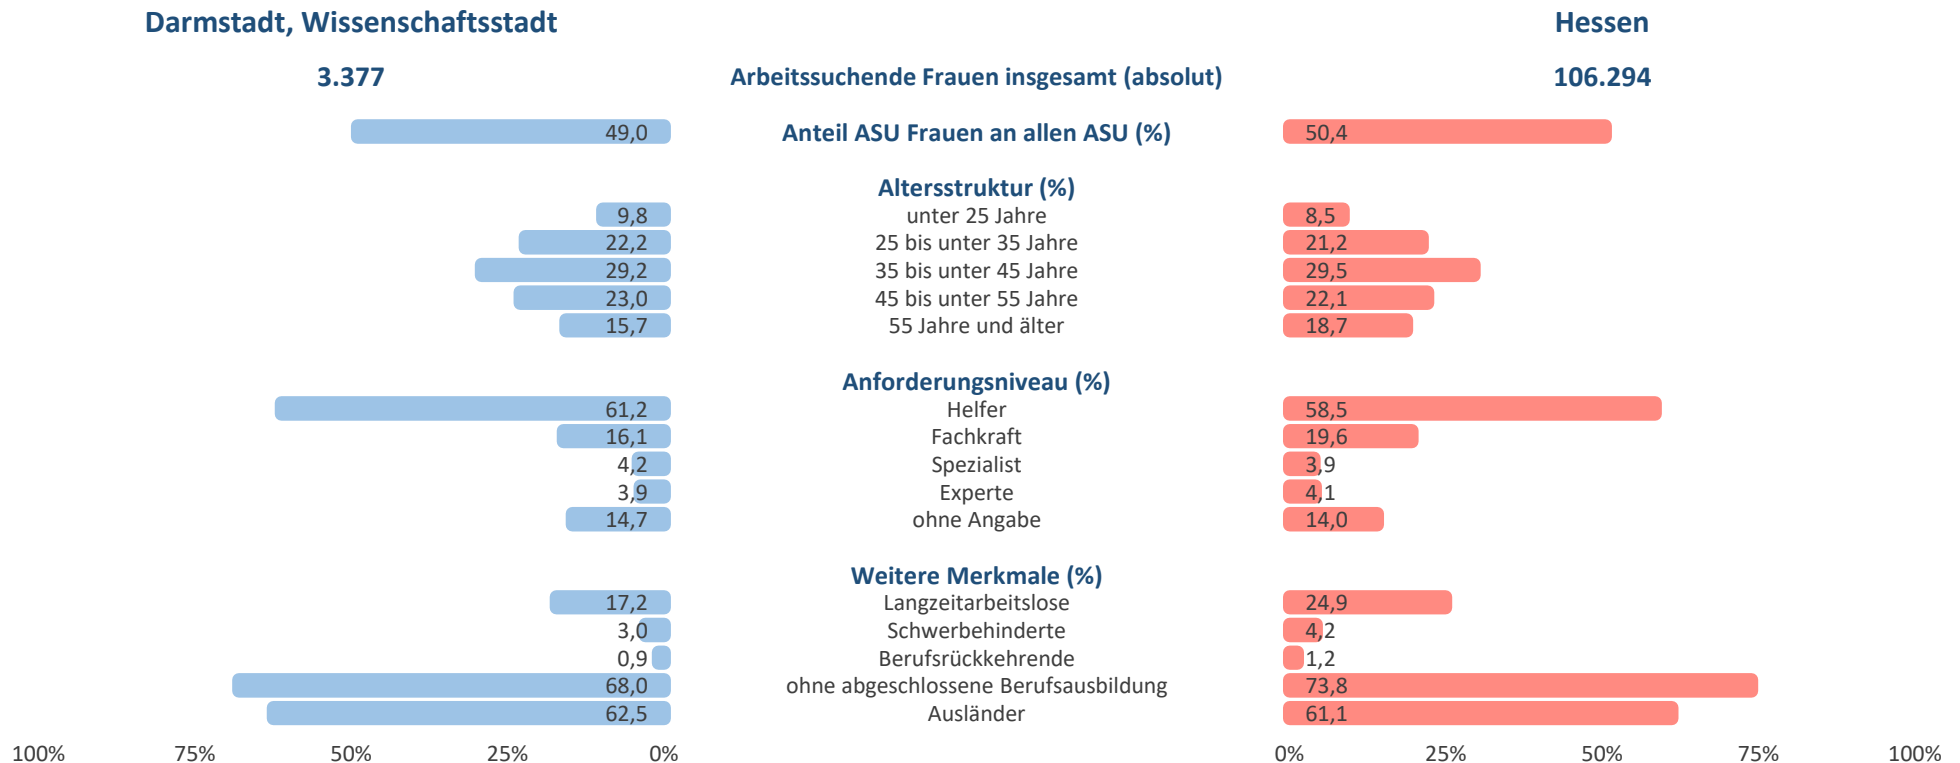 Darmstadt, Wissenschaftsstadt Hessen
3.377 Arbeitssuchende Frauen insgesamt (absolut) 106.294
49,0 Anteil ASU Frauen an allen ASU (%) 50,4
Altersstruktur (%)
9,8 unter 25 Jahre 8,5
22,2 25 bis unter 35 Jahre 21,2
29,2 35 bis unter 45 Jahre 29,5
23,0 45 bis unter 55 Jahre 22,1
15,7 55 Jahre und älter 18,7
Anforderungsniveau (%)
61,2 Helfer 58,5
16,1 Fachkraft 19,6
4,2 Spezialist 3,9
3,9 Experte 4,1
14,7 ohne Angabe 14,0
Weitere Merkmale (%)
17,2 Langzeitarbeitslose 24,9
3,0 Schwerbehinderte 4,2
0,9 Berufsrückkehrende 1,2
68,0 ohne abgeschlossene Berufsausbildung 73,8
62,5 Ausländer 61,1
100% 75% 50% 25% 0% 0% 25% 50% 75% 100%